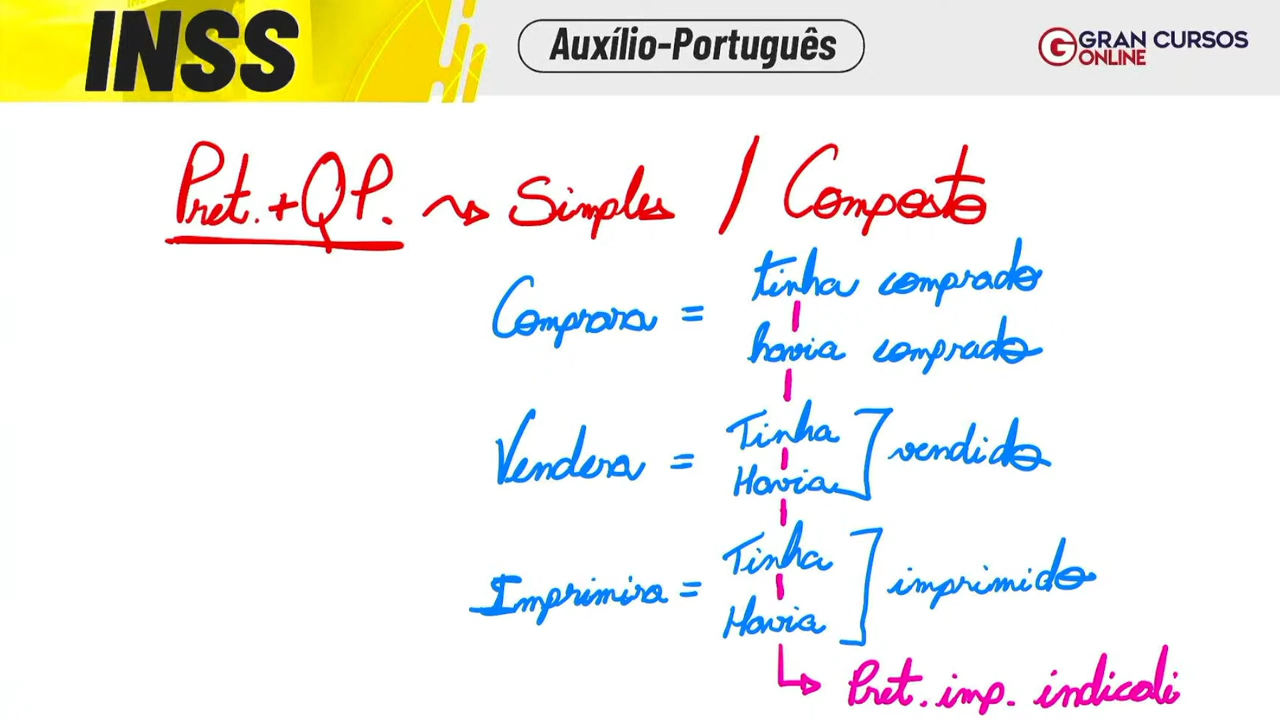 INSS
Auxílio-Português
GRAN CURSOS
ONLINE
Pret. + Q P. ↝ Simples / Composto
Comprara = tinha comprado
havia comprado
Vendera = Tinha
Havia ] vendido
Imprimira = Tinha
Havia ] imprimido
↳ Pret. imp. indicati